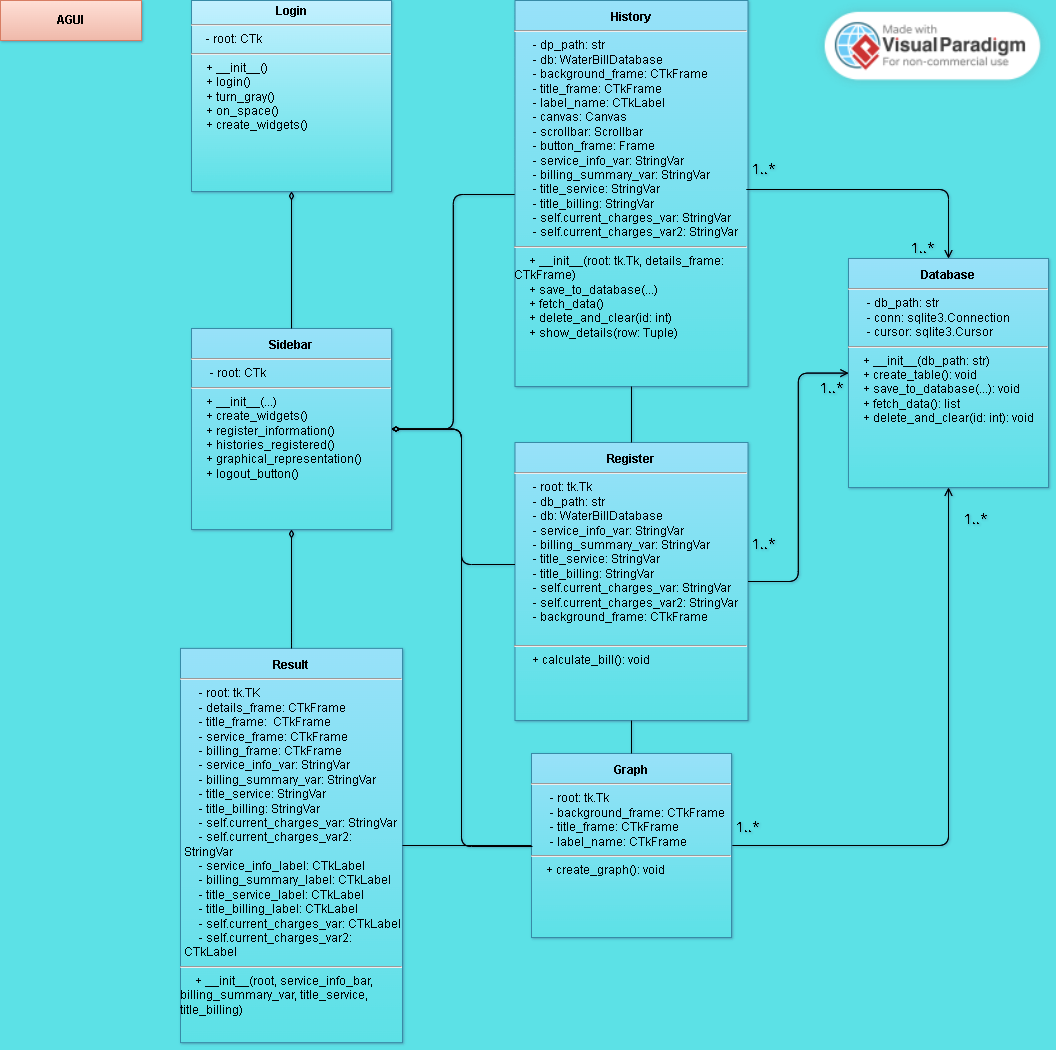 AGUI
Login
- root: CTk
+ __init__()
+ login()
+ turn_gray()
+ on_space()
+ create_widgets()
History
- dp_path: str
- db: WaterBillDatabase
- background_frame: CTkFrame
- title_frame: CTkFrame
- label_name: CTkLabel
- canvas: Canvas
- scrollbar: Scrollbar
- button_frame: Frame
- service_info_var: StringVar
- billing_summary_var: StringVar
- title_service: StringVar
- title_billing: StringVar
- self.current_charges_var: StringVar
- self.current_charges_var2: StringVar
+ __init__(root: tk.Tk, details_frame:
CTkFrame)
+ save_to_database(...)
+ fetch_data()
+ delete_and_clear(id: int)
+ show_details(row: Tuple)
Made with
VisualParadigm
For non-commercial use
1..*
1..*
Database
- db_path: str
- conn: sqlite3.Connection
- cursor: sqlite3.Cursor
+ __init__(db_path: str)
+ create_table(): void
+ save_to_database(...): void
+ fetch_data(): list
+ delete_and_clear(id: int): void
1..*
1..*
Sidebar
- root: CTk
+ __init__(...)
+ create_widgets()
+ register_information()
+ histories_registered()
+ graphical_representation()
+ logout_button()
Register
- root: tk.Tk
- db_path: str
- db: WaterBillDatabase
- service_info_var: StringVar
- billing_summary_var: StringVar
- title_service: StringVar
- title_billing: StringVar
- self.current_charges_var: StringVar
- self.current_charges_var2: StringVar
- background_frame: CTkFrame
+ calculate_bill(): void
1..*
Result
- root: tk.TK
- details_frame: CTkFrame
- title_frame: CTkFrame
- service_frame: CTkFrame
- billing_frame: CTkFrame
- service_info_var: StringVar
- billing_summary_var: StringVar
- title_service: StringVar
- title_billing: StringVar
- self.current_charges_var: StringVar
- self.current_charges_var2:
StringVar
- service_info_label: CTkLabel
- billing_summary_label: CTkLabel
- title_service_label: CTkLabel
- title_billing_label: CTkLabel
- self.current_charges_var: CTkLabel
- self.current_charges_var2:
CTkLabel
+ __init__(root, service_info_bar,
billing_summary_var, title_service,
title_billing)
Graph
- root: tk.Tk
- background_frame: CTkFrame
- title_frame: CTkFrame
- label_name: CTkFrame
+ create_graph(): void
1..*